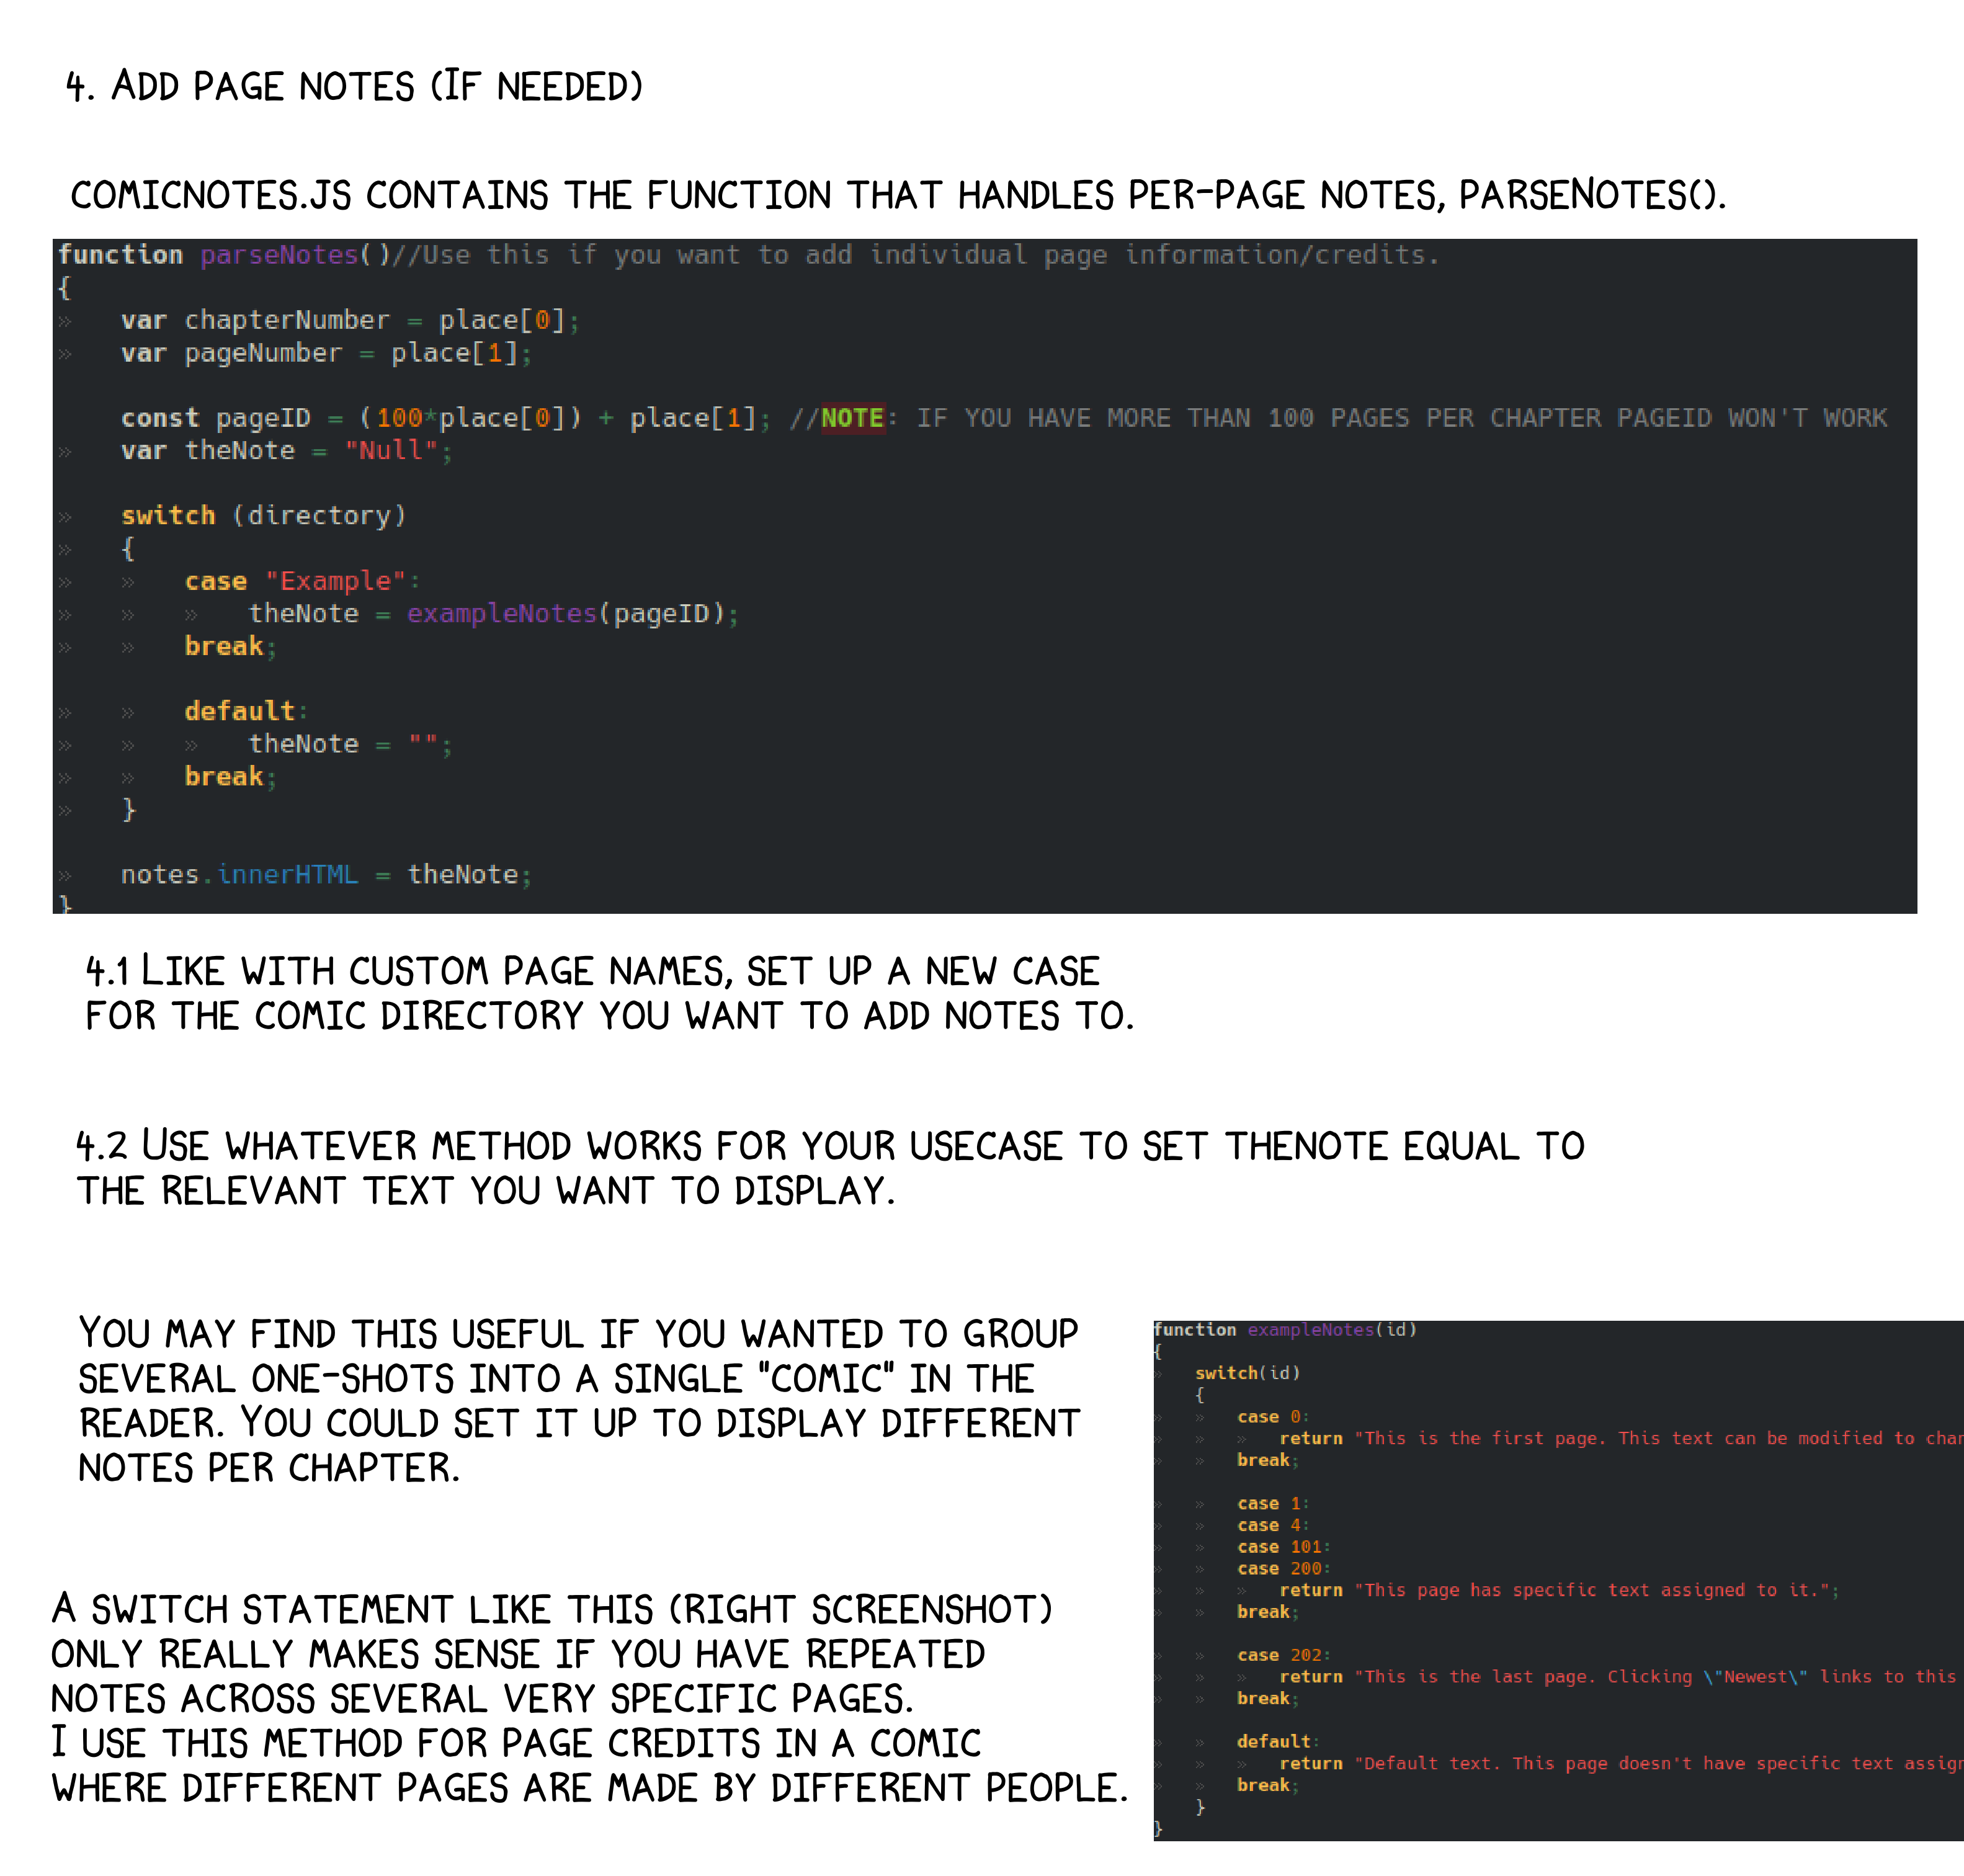 4. Add page notes (If needed)
comicnotes.js contains the function that handles per-page notes, parseNotes().
function parseNotes()//Use this if you want to add individual page information/credits.
{
» var chapterNumber = place[0];
» var pageNumber = place[1];
const pageID = (100*place[0]) + place[1]; //NOTE: IF YOU HAVE MORE THAN 100 PAGES PER CHAPTER PAGEID WON'T WORK
» var theNote = "Null";
» switch (directory)
» {
» » case "Example":
» » » theNote = exampleNotes(pageID);
» » break;
» » default:
» » » theNote = "";
» » break;
» }
» notes.innerHTML = theNote;
}
4.1 Like with custom page names, set up a new case
for the comic directory you want to add notes to.
4.2 Use whatever method works for your usecase to set theNote equal to
the relevant text you want to display.
You may find this useful if you wanted to group
several one-shots into a single "comic" in the
reader. You could set it up to display different
notes per chapter.
A switch statement like this (right screenshot)
only really makes sense if you have repeated
notes across several very specific pages.
I use this method for page credits in a comic
where different pages are made by different people.
function exampleNotes(id)
{
» switch(id)
{
» » case 0:
» » » return "This is the first page. This text can be modified to char
» » break;
» » case 1:
» » case 4:
» » case 101:
» » case 200:
» » » return "This page has specific text assigned to it.";
» » break;
» » case 202:
» » » return "This is the last page. Clicking \"Newest\" links to this
» » break;
» » default:
» » » return "Default text. This page doesn't have specific text assign
» » break;
» }
}